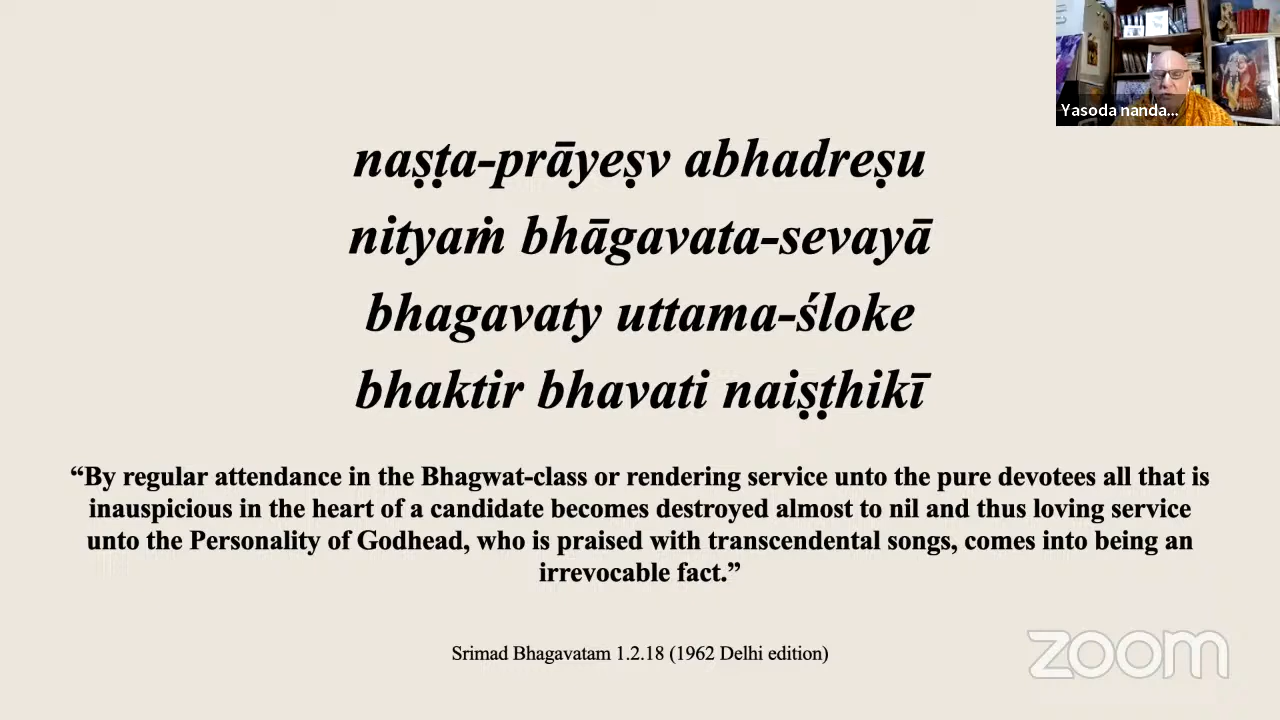 Yasoda nanda...
naṣṭa-prāyeṣv abhadreṣu
nityaṁ bhāgavata-sevayā
bhagavaty uttama-śloke
bhaktir bhavati naiṣṭhikī
“By regular attendance in the Bhagwat-class or rendering service unto the pure devotees all that is
inauspicious in the heart of a candidate becomes destroyed almost to nil and thus loving service
unto the Personality of Godhead, who is praised with transcendental songs, comes into being an
irrevocable fact.”
Srimad Bhagavatam 1.2.18 (1962 Delhi edition)
zoom